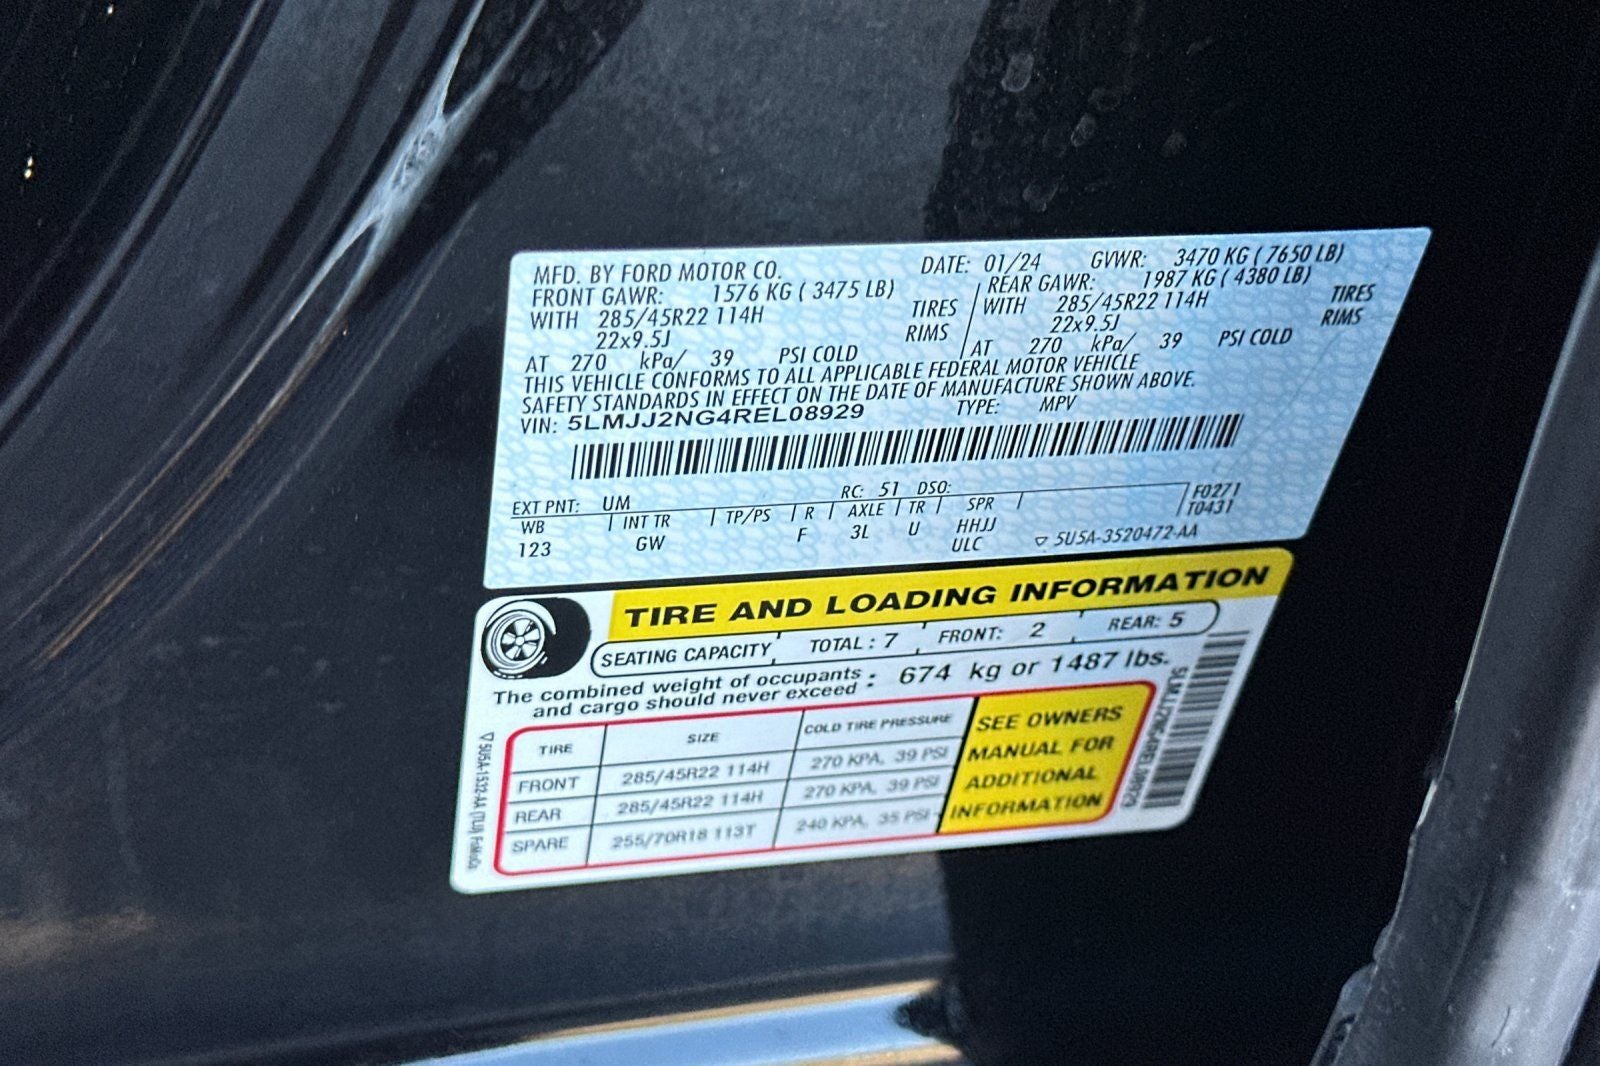 MFD. BY FORD MOTOR CO. DATE: 01/24 GVWR: 3470 KG ( 7650 LB)
FRONT GAWR: 1576 KG ( 3475 LB) REAR GAWR: 1987 KG ( 4380 LB)
WITH 285/45R22 114H TIRES WITH 285/45R22 114H TIRES
22x9.5J RIMS 22x9.5J RIMS
AT 270 kPa/ 39 PSI COLD AT 270 kPa/ 39 PSI COLD
THIS VEHICLE CONFORMS TO ALL APPLICABLE FEDERAL MOTOR VEHICLE
SAFETY STANDARDS IN EFFECT ON THE DATE OF MANUFACTURE SHOWN ABOVE.
VIN: 5LMJJ2NG4REL08929 TYPE: MPV
EXT PNT: UM RC: 51 DSO: F0271
WB INT TR TP/PS R AXLE TR SPR T0431
123 GW F 3L U HHJJ
ULC ▽ 5U5A-3520472-AA
TIRE AND LOADING INFORMATION
SEATING CAPACITY TOTAL : 7 FRONT: 2 REAR: 5
The combined weight of occupants
and cargo should never exceed : 674 kg or 1487 lbs.
TIRE SIZE COLD TIRE PRESSURE
FRONT 285/45R22 114H 270 KPA, 39 PSI
REAR 285/45R22 114H 270 KPA, 39 PSI
SPARE 255/70R18 113T 240 KPA, 35 PSI
SEE OWNERS
MANUAL FOR
ADDITIONAL
INFORMATION
5LMJJ2NG4REL08929
▽ 5U5A-1532-AA (TLU) FoMoCo